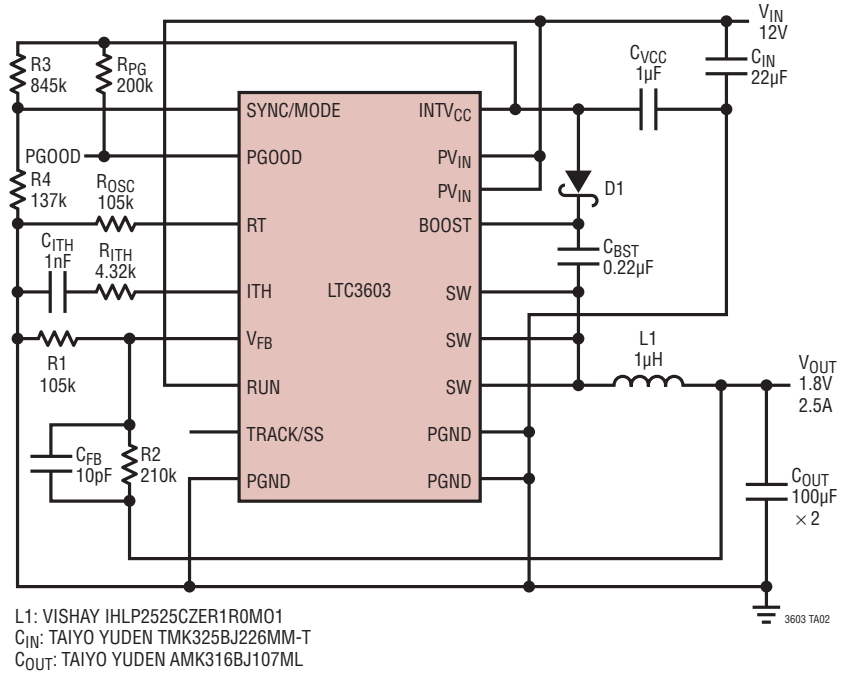 VIN
12V
R3
845k
RPG
200k
CVCC
1µF
CIN
22µF
SYNC/MODE
INTVCC
PGOOD
PGOOD
PVIN
R4
137k
ROSC
105k
PVIN
D1
RT
BOOST
CITH
1nF
RITH
4.32k
CBST
0.22µF
ITH
LTC3603
SW
R1
105k
VFB
SW
L1
1µH
RUN
SW
VOUT
1.8V
2.5A
TRACK/SS
PGND
CFB
10pF
R2
210k
PGND
PGND
COUT
100µF
×2
L1: VISHAY IHLP2525CZER1R0MO1
CIN: TAIYO YUDEN TMK325BJ226MM-T
COUT: TAIYO YUDEN AMK316BJ107ML
3603 TA02